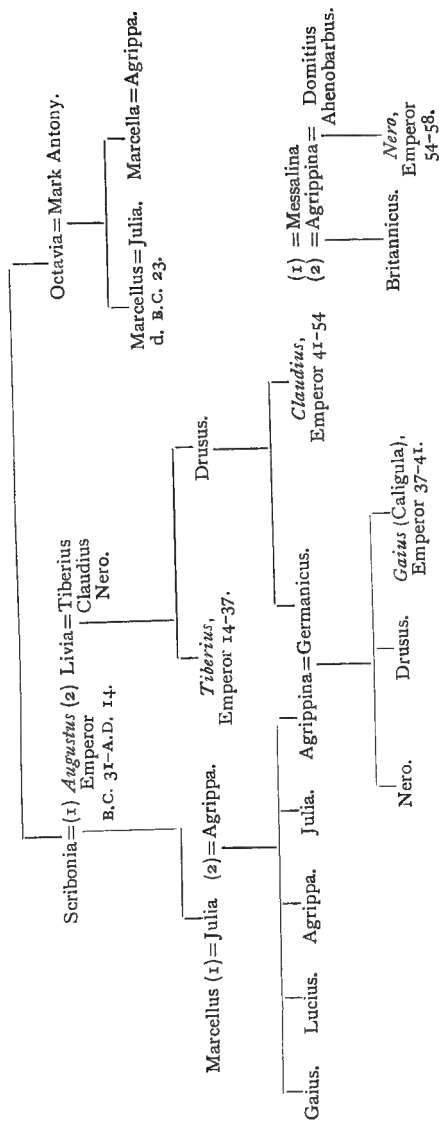 Octavia=Mark Antony.
Scribonia=(1) Augustus (2) Livia=Tiberius
Emperor
Claudius
B.C. 31-A.D. 14.
Nero.
Marcellus=Julia.
d. B.C. 23.
Marcella=Agrippa.
Marcellus (1)=Julia (2)=Agrippa.
Tiberius,
Emperor 14-37.
Drusus.
Gaius.
Lucius.
Agrippa.
Julia.
Agrippina=Germanicus.
Claudius,
Emperor 41-54
(1) =Messalina
(2) =Agrippina=
Domitius
Ahenobarbus.
Nero.
Drusus.
Gaius (Caligula),
Emperor 37-41.
Britannicus.
Nero,
Emperor
54-58.